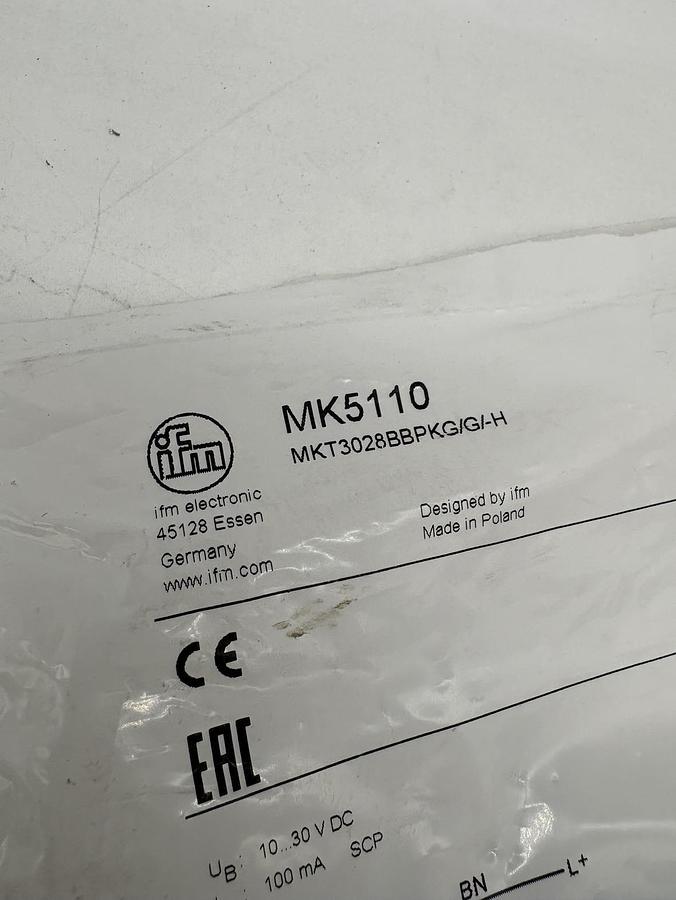 MK5110
MKT3028BBPKG/G/-H
ifm
ifm electronic
45128 Essen
Germany
www.ifm.com
Designed by ifm
Made in Poland
CE
EAC
UB: 10...30 V DC
100 mA SCP
BN L+